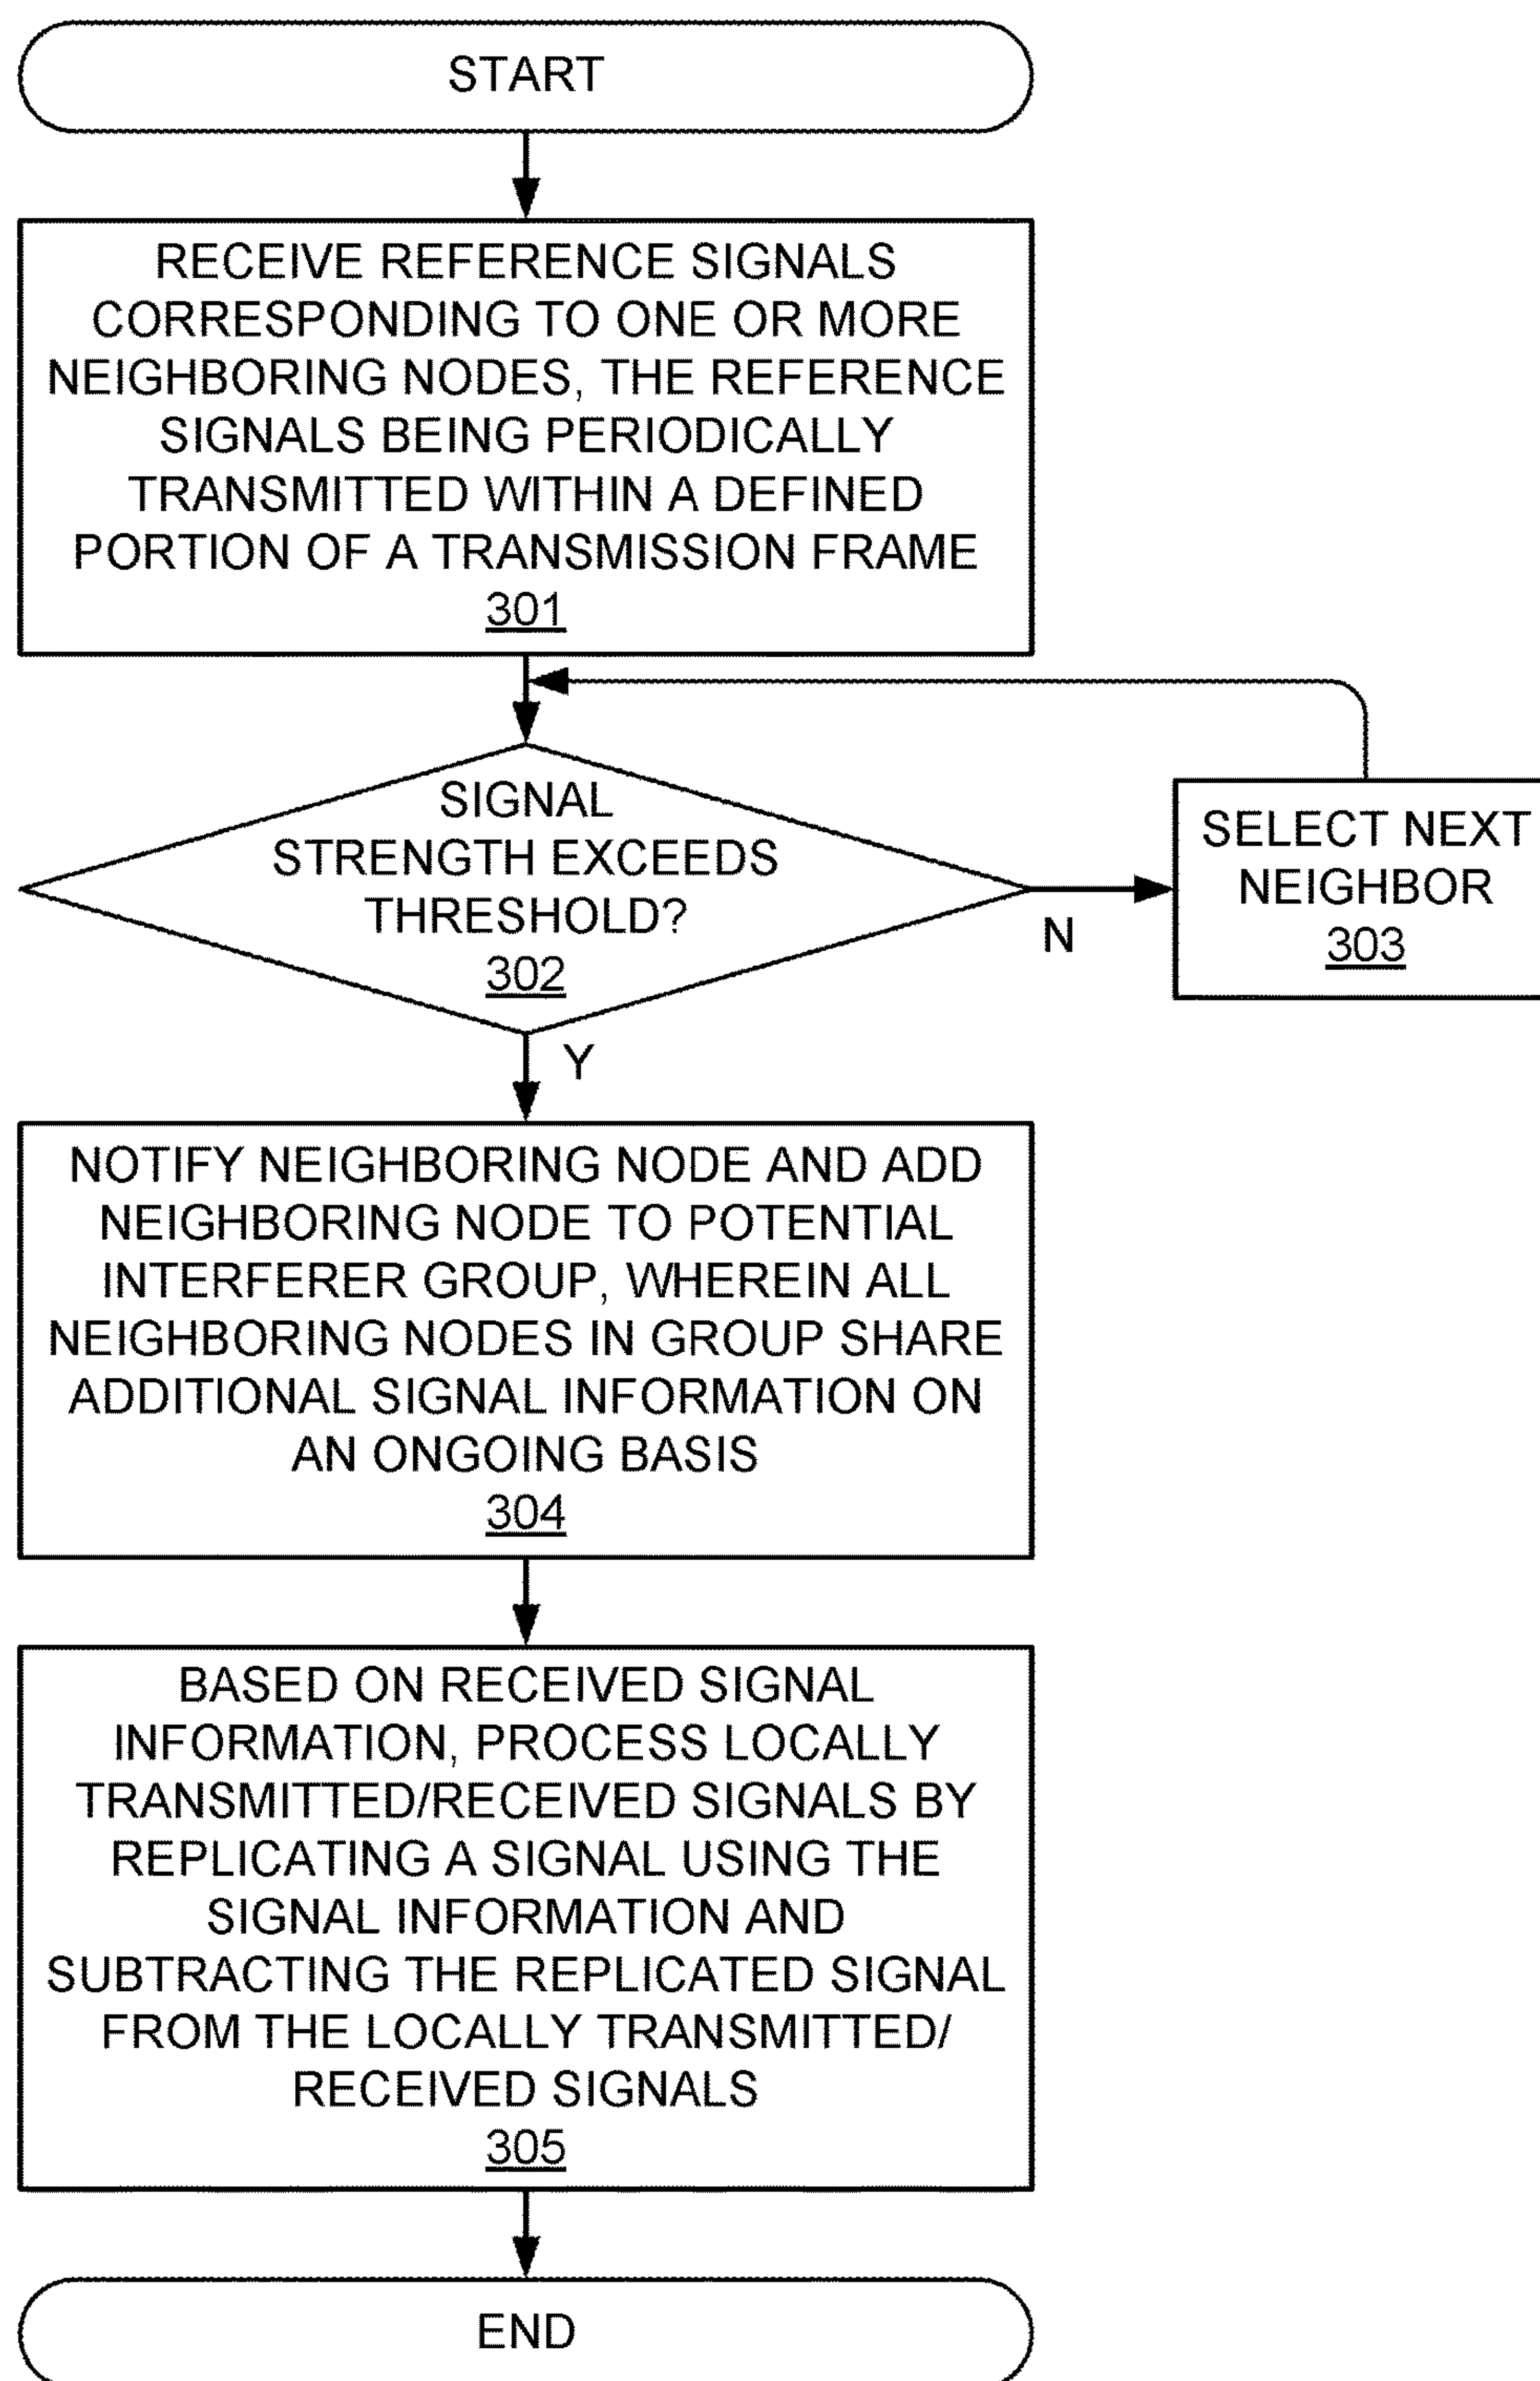 START
RECEIVE REFERENCE SIGNALS
CORRESPONDING TO ONE OR MORE
NEIGHBORING NODES, THE REFERENCE
SIGNALS BEING PERIODICALLY
TRANSMITTED WITHIN A DEFINED
PORTION OF A TRANSMISSION FRAME
301
SIGNAL
STRENGTH EXCEEDS
THRESHOLD?
302
N
SELECT NEXT
NEIGHBOR
303
Y
NOTIFY NEIGHBORING NODE AND ADD
NEIGHBORING NODE TO POTENTIAL
INTERFERER GROUP, WHEREIN ALL
NEIGHBORING NODES IN GROUP SHARE
ADDITIONAL SIGNAL INFORMATION ON
AN ONGOING BASIS
304
BASED ON RECEIVED SIGNAL
INFORMATION, PROCESS LOCALLY
TRANSMITTED/RECEIVED SIGNALS BY
REPLICATING A SIGNAL USING THE
SIGNAL INFORMATION AND
SUBTRACTING THE REPLICATED SIGNAL
FROM THE LOCALLY TRANSMITTED/
RECEIVED SIGNALS
305
END